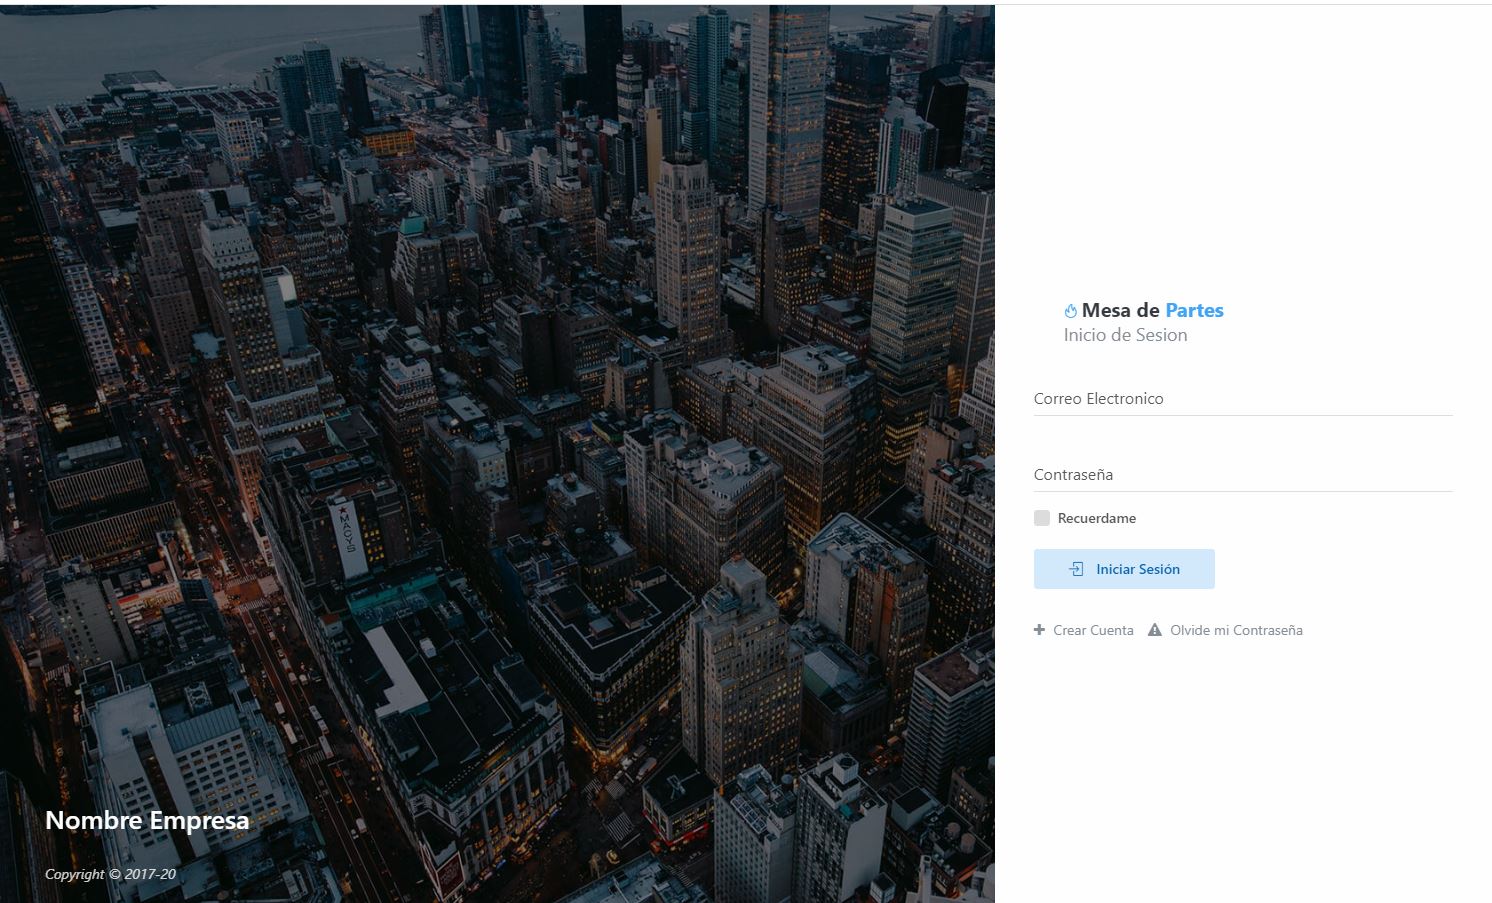 Mesa de Partes
Inicio de Sesion
Correo Electronico
Contraseña
Recuerdame
Iniciar Sesión
Crear Cuenta Olvide mi Contraseña
MACYS
Nombre Empresa
Copyright © 2017-20